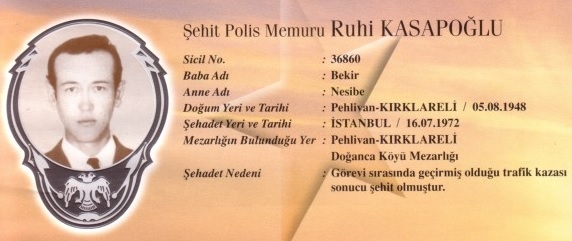 Şehit Polis Memuru Ruhi KASAPOĞLU
Sicil No. : 36860
Baba Adı : Bekir
Anne Adı : Nesibe
Doğum Yeri ve Tarihi : Pehlivan-KIRKLARELİ / 05.08.1948
Şehadet Yeri ve Tarihi : İSTANBUL / 16.07.1972
Mezarlığın Bulunduğu Yer : Pehlivan-KIRKLARELİ
Doğanca Köyü Mezarlığı
Şehadet Nedeni : Görevi sırasında geçirmiş olduğu trafik kazası
sonucu şehit olmuştur.